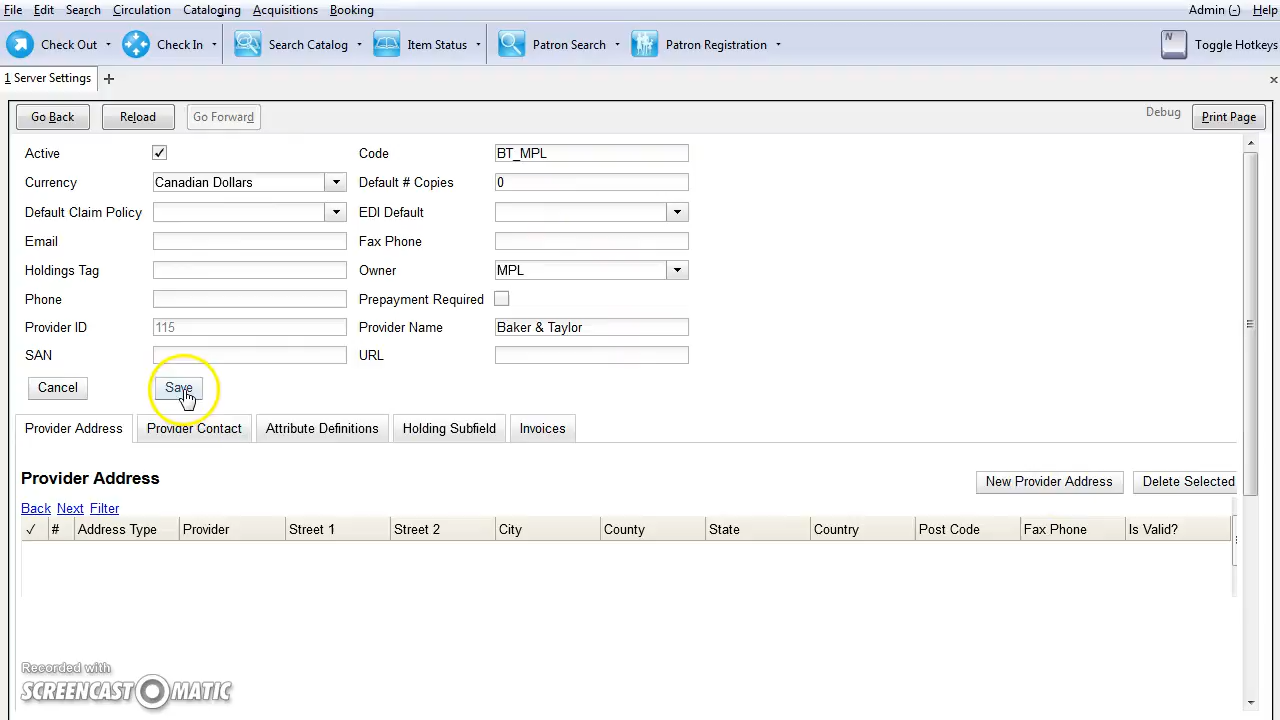 File Edit Search Circulation Cataloging Acquisitions Booking Admin (-) Help
Check Out Check In Search Catalog Item Status Patron Search Patron Registration N Toggle Hotkeys
1 Server Settings
Go Back Reload Go Forward Debug Print Page
Active Code BT_MPL
Currency Canadian Dollars Default # Copies 0
Default Claim Policy EDI Default
Email Fax Phone
Holdings Tag Owner MPL
Phone Prepayment Required
Provider ID 115 Provider Name Baker & Taylor
SAN URL
Cancel Save
Provider Address Provider Contact Attribute Definitions Holding Subfield Invoices
Provider Address New Provider Address Delete Selected
Back Next Filter
✓ # Address Type Provider Street 1 Street 2 City County State Country Post Code Fax Phone Is Valid?
Recorded with
SCREENCAST O MATIC